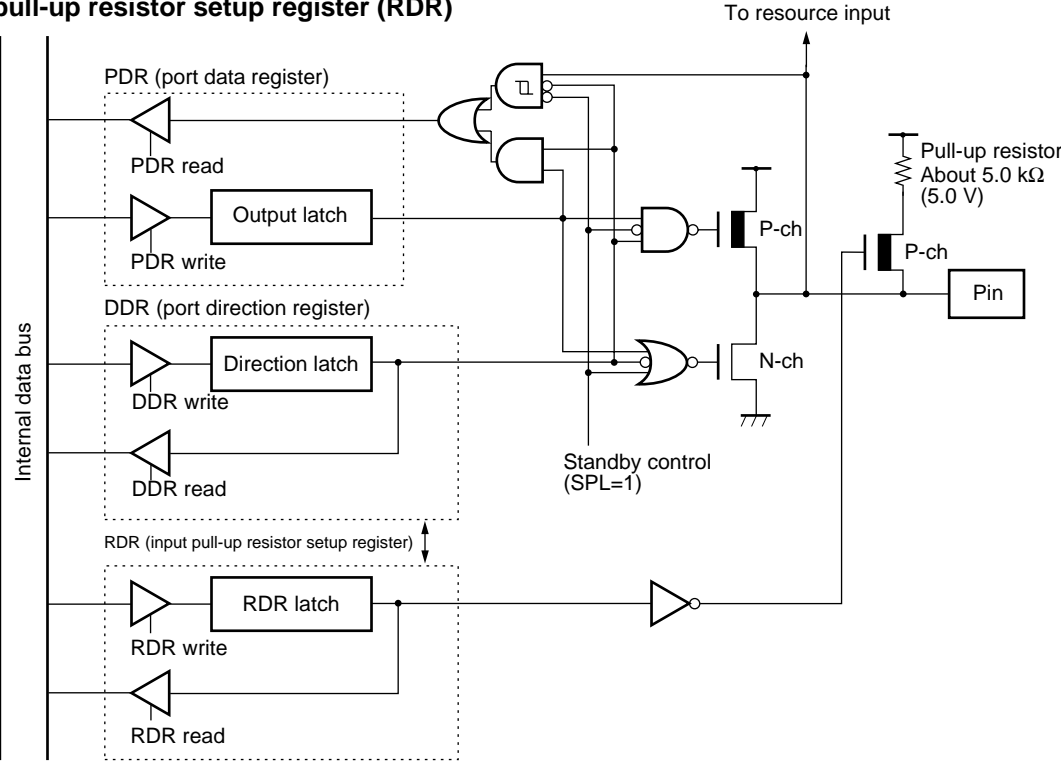 pull-up resistor setup register (RDR)
To resource input
PDR (port data register)
PDR read
Output latch
PDR write
Pull-up resistor
About 5.0 kΩ
(5.0 V)
P-ch
P-ch
Pin
DDR (port direction register)
Direction latch
DDR write
N-ch
Internal data bus
DDR read
Standby control
(SPL=1)
RDR (input pull-up resistor setup register)
RDR latch
RDR write
RDR read